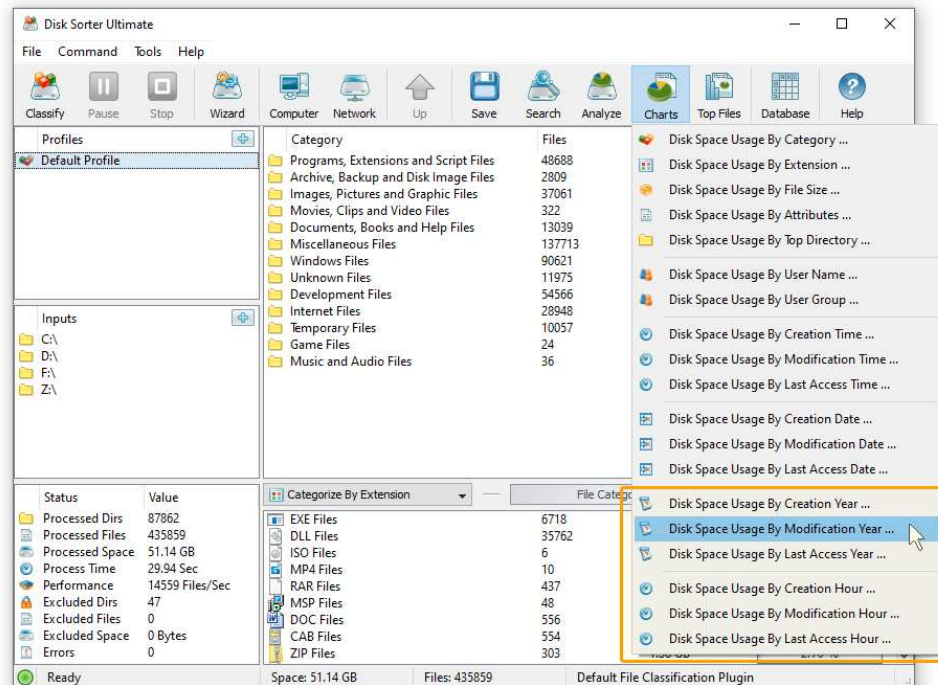 Disk Sorter Ultimate
File Command Tools Help
Classify Pause Stop Wizard Computer Network Up Save Search Analyze Charts Top Files Database Help
Profiles
Default Profile
Inputs
C:\
D:\
F:\
Z:\
Category Files
Programs, Extensions and Script Files 48688
Archive, Backup and Disk Image Files 2809
Images, Pictures and Graphic Files 37061
Movies, Clips and Video Files 322
Documents, Books and Help Files 13039
Miscellaneous Files 137713
Windows Files 90621
Unknown Files 11975
Development Files 54566
Internet Files 28948
Temporary Files 10057
Game Files 24
Music and Audio Files 36
Disk Space Usage By Category ...
Disk Space Usage By Extension ...
Disk Space Usage By File Size ...
Disk Space Usage By Attributes ...
Disk Space Usage By Top Directory ...
Disk Space Usage By User Name ...
Disk Space Usage By User Group ...
Disk Space Usage By Creation Time ...
Disk Space Usage By Modification Time ...
Disk Space Usage By Last Access Time ...
Disk Space Usage By Creation Date ...
Disk Space Usage By Modification Date ...
Disk Space Usage By Last Access Date ...
Disk Space Usage By Creation Year ...
Disk Space Usage By Modification Year ...
Disk Space Usage By Last Access Year ...
Disk Space Usage By Creation Hour ...
Disk Space Usage By Modification Hour ...
Disk Space Usage By Last Access Hour ...
Status Value
Processed Dirs 87862
Processed Files 435859
Processed Space 51.14 GB
Process Time 29.94 Sec
Performance 14559 Files/Sec
Excluded Dirs 47
Excluded Files 0
Excluded Space 0 Bytes
Errors 0
Categorize By Extension File
EXE Files 6718
DLL Files 35762
ISO Files 6
MP4 Files 10
RAR Files 437
MSP Files 48
DOC Files 556
CAB Files 554
ZIP Files 303
Ready Space: 51.14 GB Files: 435859 Default File Classification Plugin